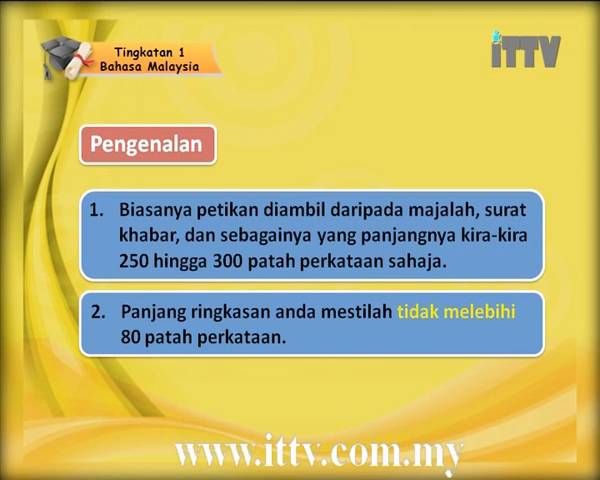 Tingkatan 1
Bahasa Malaysia
iTTV
Pengenalan
1. Biasanya petikan diambil daripada majalah, surat
khabar, dan sebagainya yang panjangnya kira-kira
250 hingga 300 patah perkataan sahaja.
2. Panjang ringkasan anda mestilah tidak melebihi
80 patah perkataan.
www.ittv.com.my